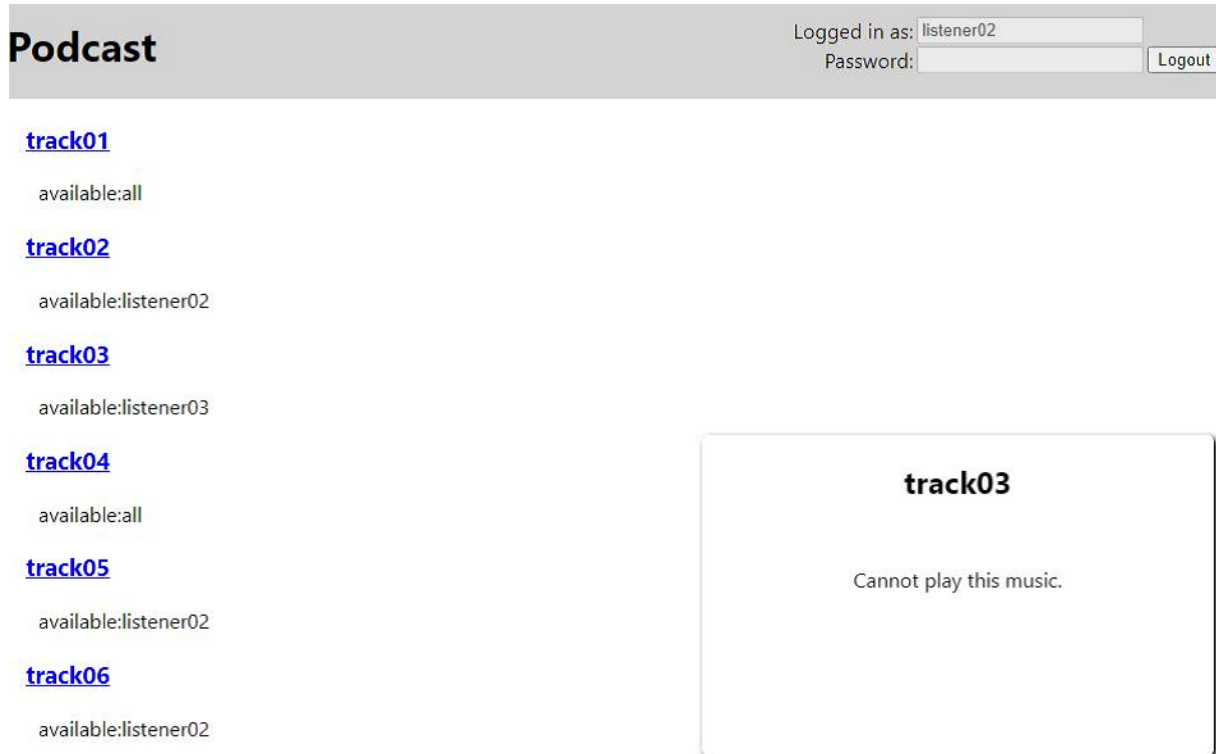 Podcast
Logged in as: listener02
Password:
Logout
track01
available:all
track02
available:listener02
track03
available:listener03
track04
available:all
track05
available:listener02
track06
available:listener02
track03
Cannot play this music.